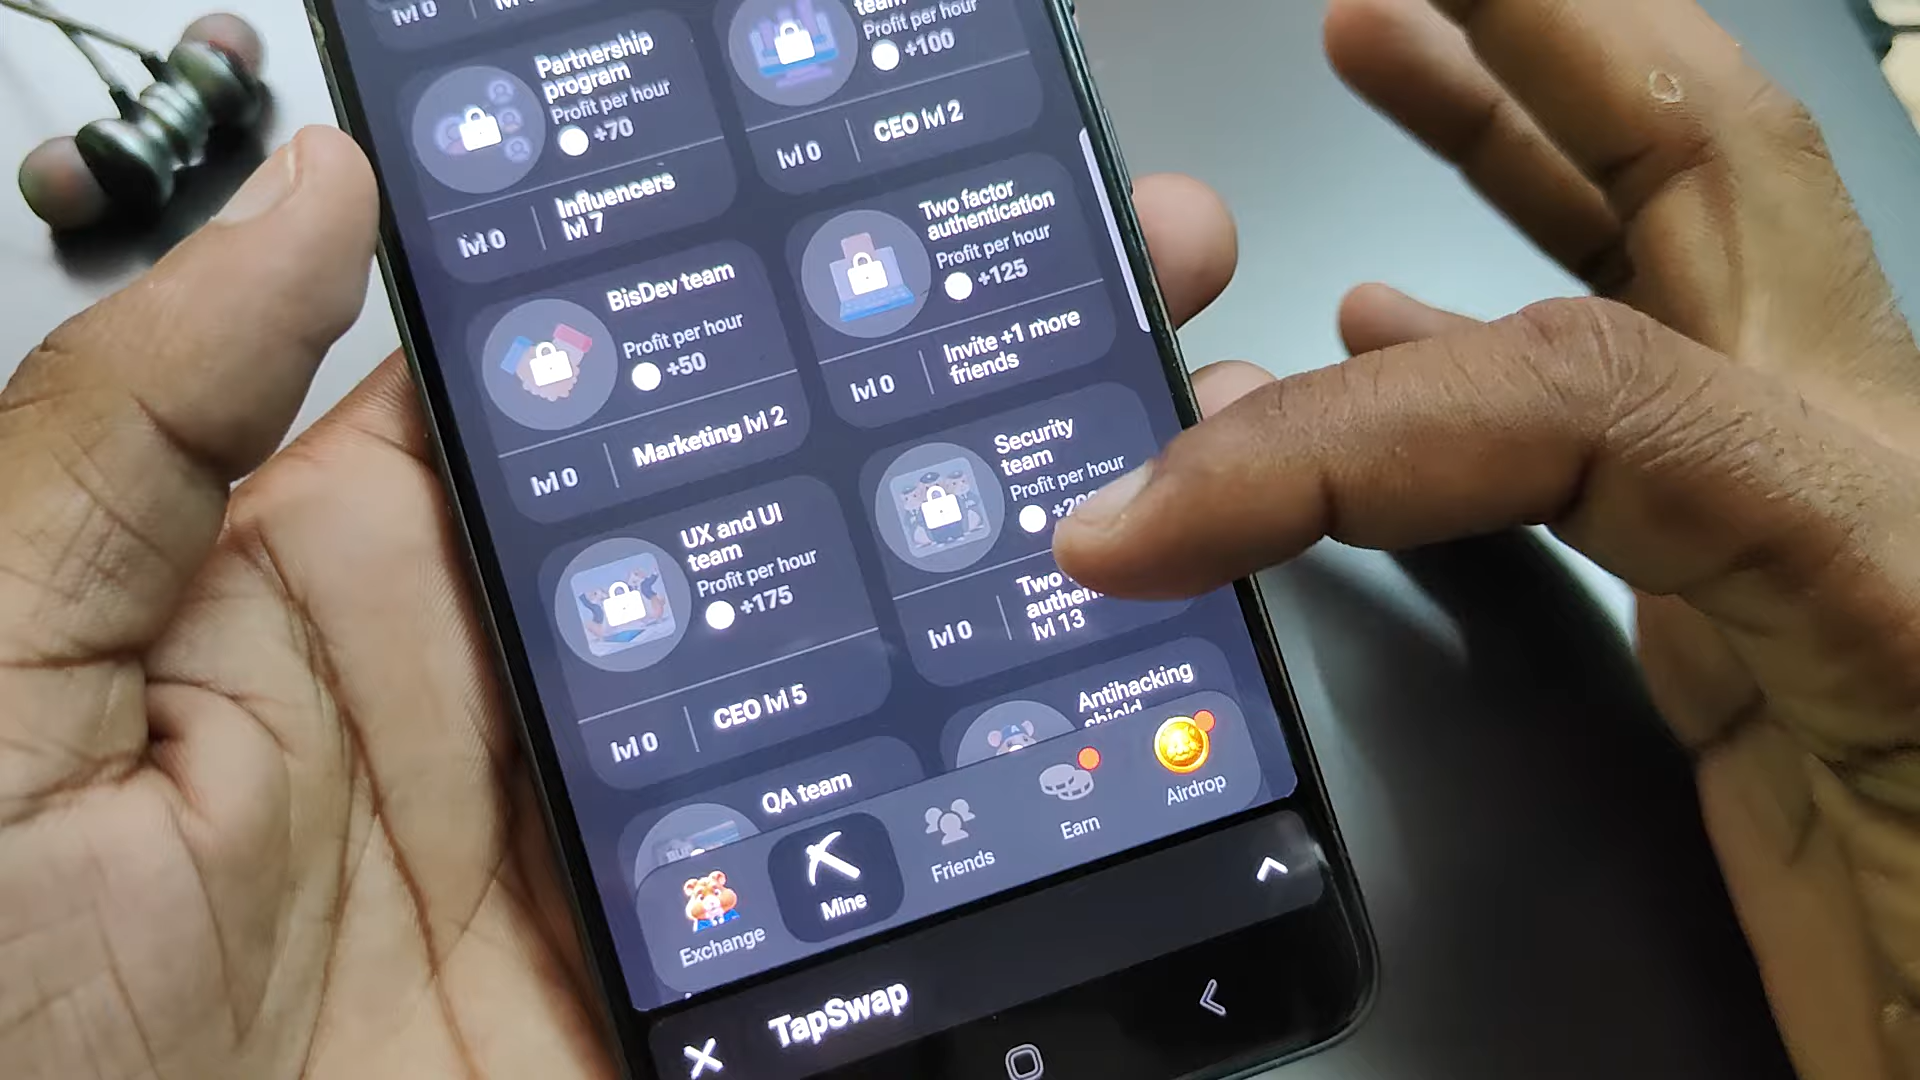 lvl 0
Partnership
program
Profit per hour
+70
lvl 0
Influencers
lvl 7
team
Profit per hour
+100
lvl 0
CEO lvl 2
BisDev team
Profit per hour
+50
lvl 0
Marketing lvl 2
Two factor
authentication
Profit per hour
+125
lvl 0
Invite +1 more
friends
UX and UI
team
Profit per hour
+175
lvl 0
CEO lvl 5
Security
team
Profit per hour
lvl 0
Two
lvl 13
QA team
Antihacking
shield
Exchange
Mine
Friends
Earn
Airdrop
TapSwap